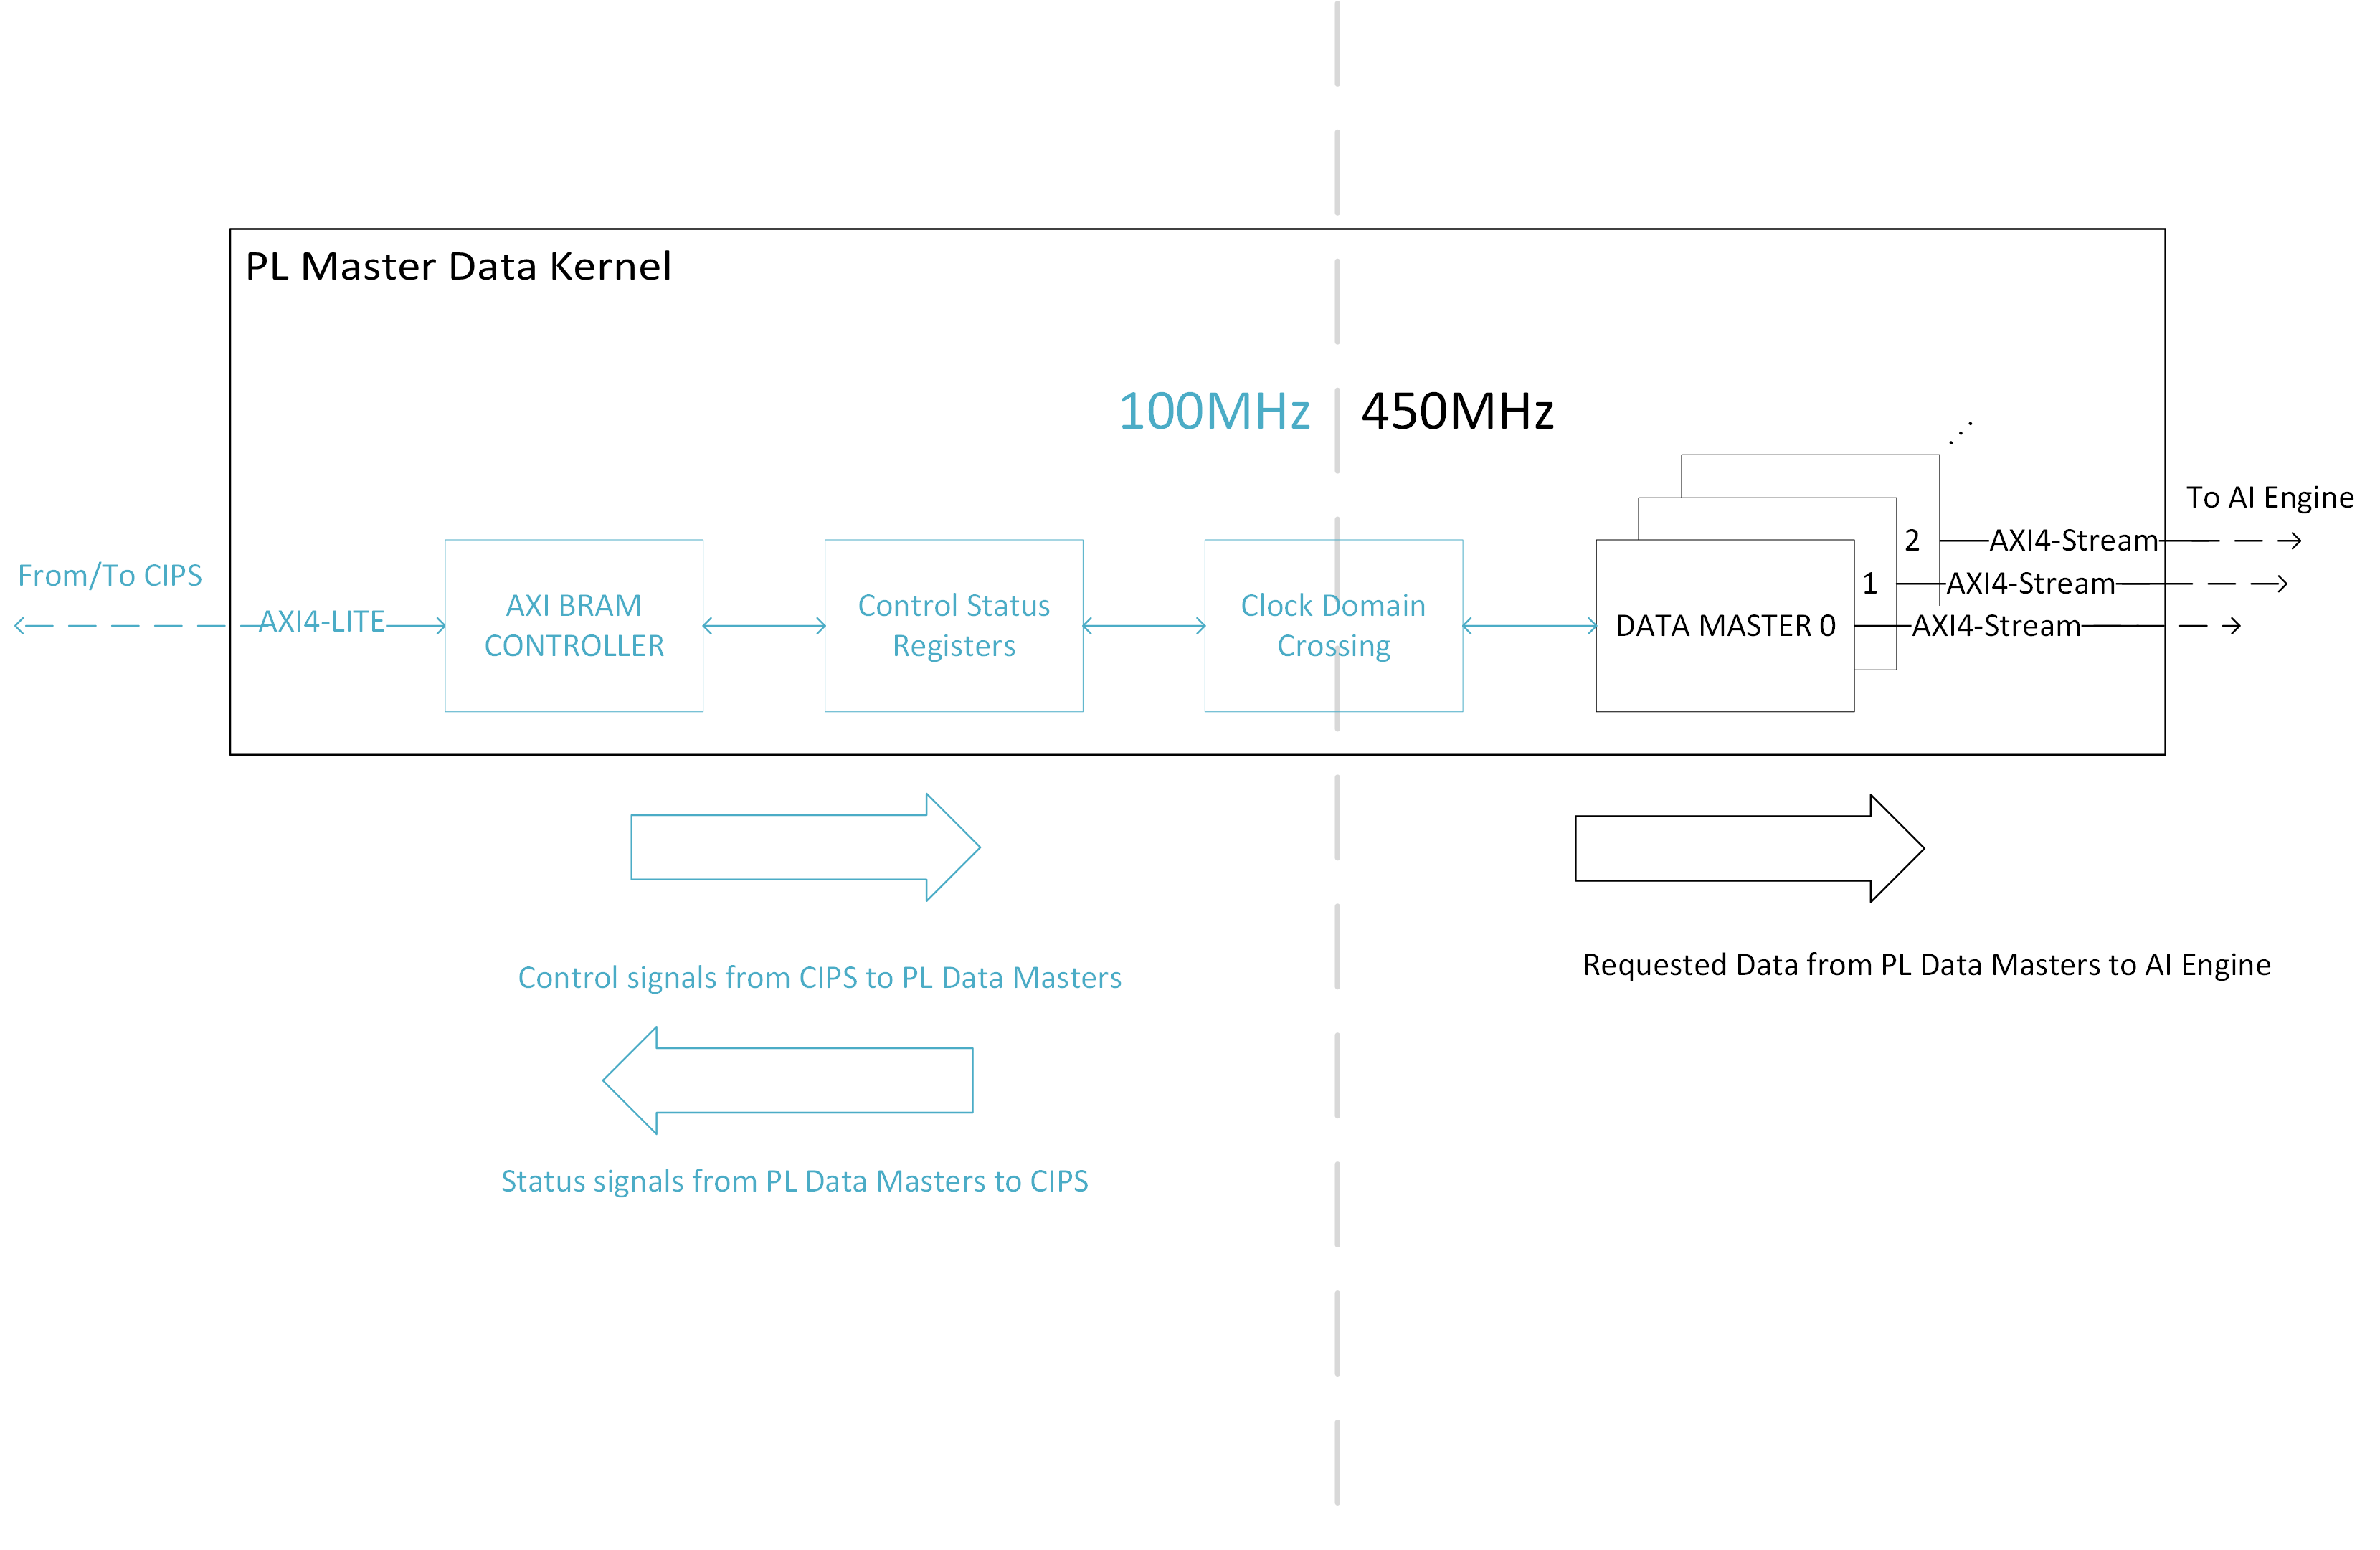 PL Master Data Kernel
100MHz
450MHz
To AI Engine
2
AXI4-Stream
1
AXI4-Stream
From/To CIPS
AXI4-LITE
AXI BRAM
CONTROLLER
Control Status
Registers
Clock Domain
Crossing
DATA MASTER 0
AXI4-Stream
Control signals from CIPS to PL Data Masters
Requested Data from PL Data Masters to AI Engine
Status signals from PL Data Masters to CIPS